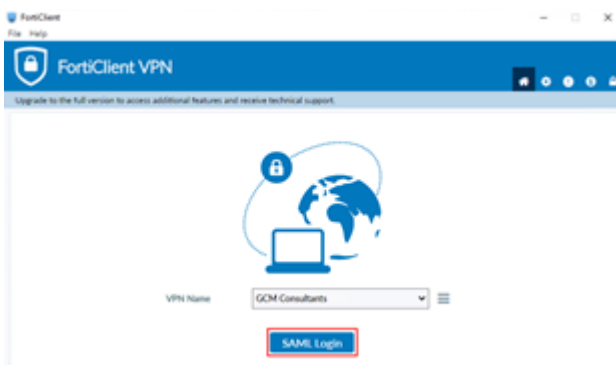 FortiClient
File Help
FortiClient VPN
Upgrade to the full version to access additional features and receive technical support.
VPN Name GCM Consultants
SAML Login